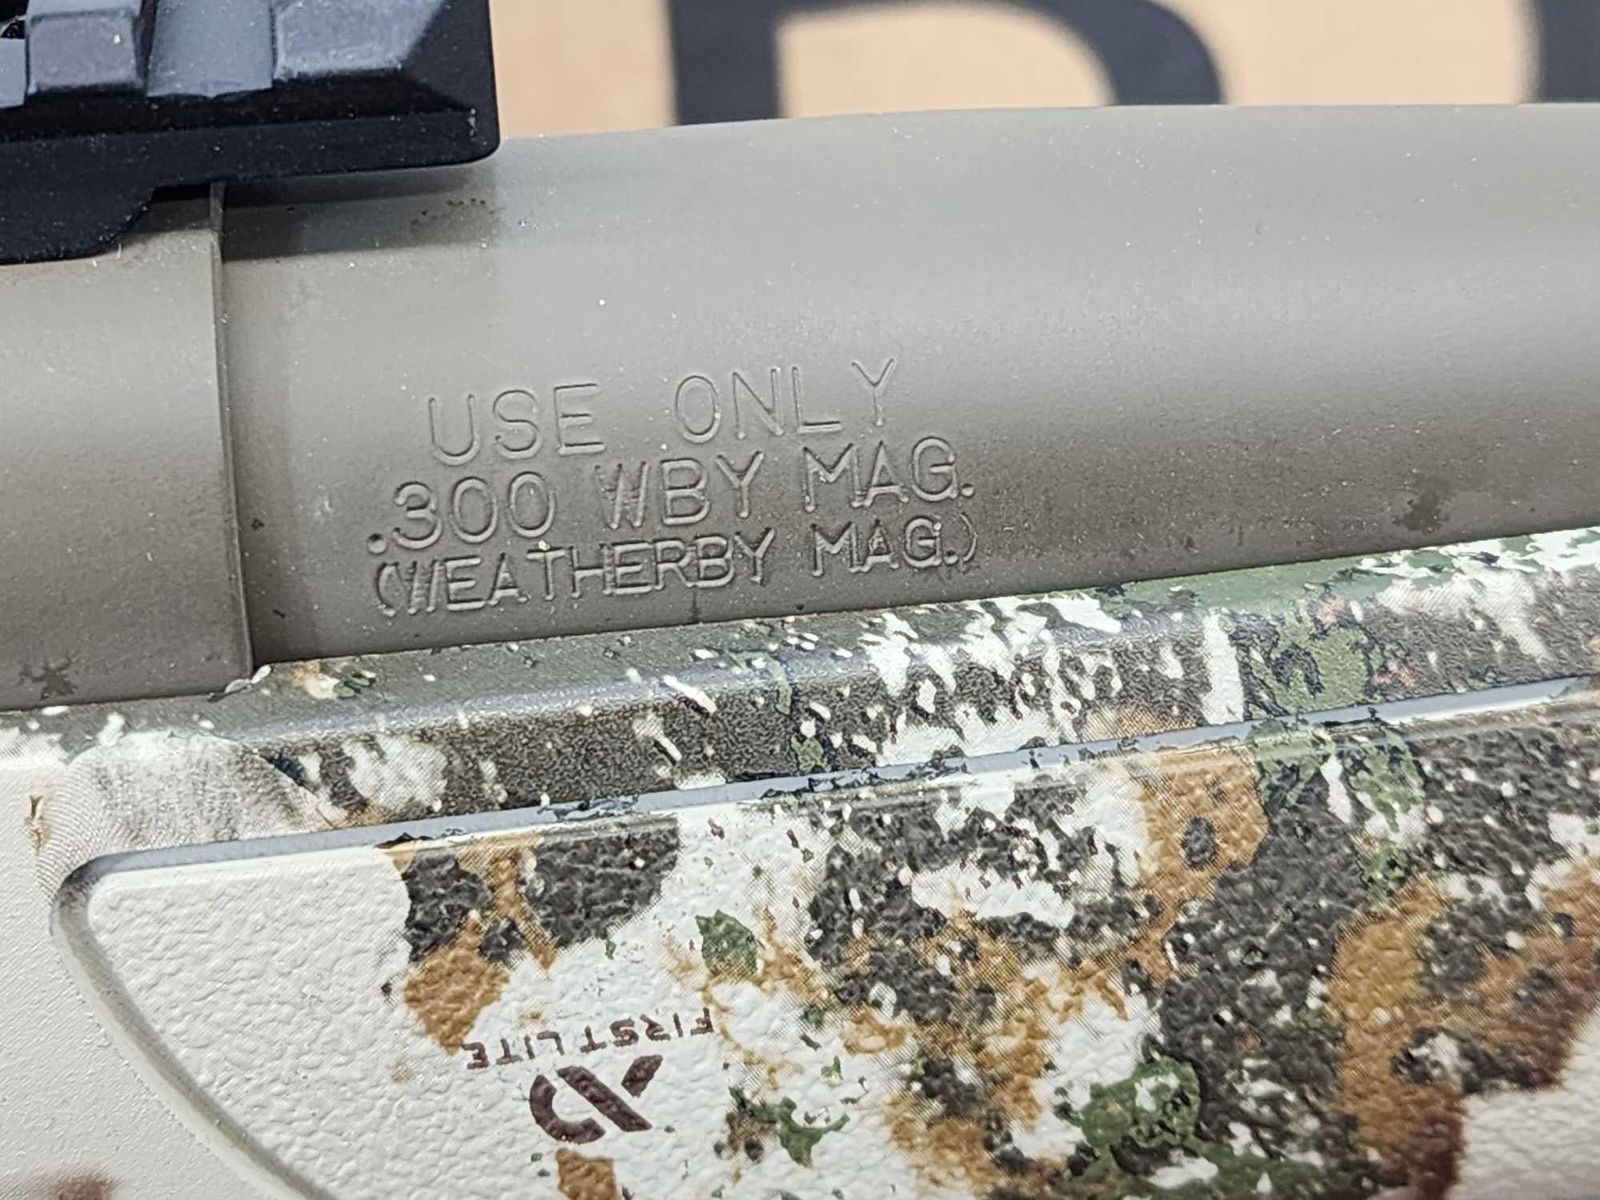 USE ONLY
.300 WBY MAG.
(WEATHERBY MAG.)
FIRST LITE